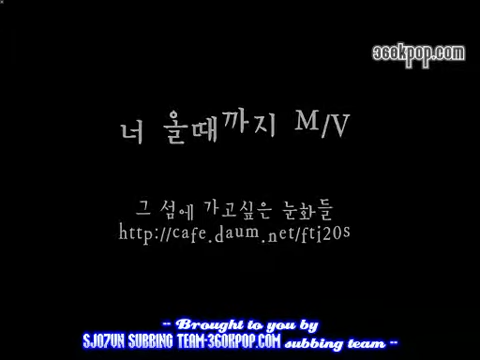 360kpop.com
너 올때까지 M/V
그 섬에 가고싶은 눈화들
http://cafe.daum.net/fti20s
-- Brought to you by
SJ07VN SUBBING TEAM-360KPOP.COM subbing team --